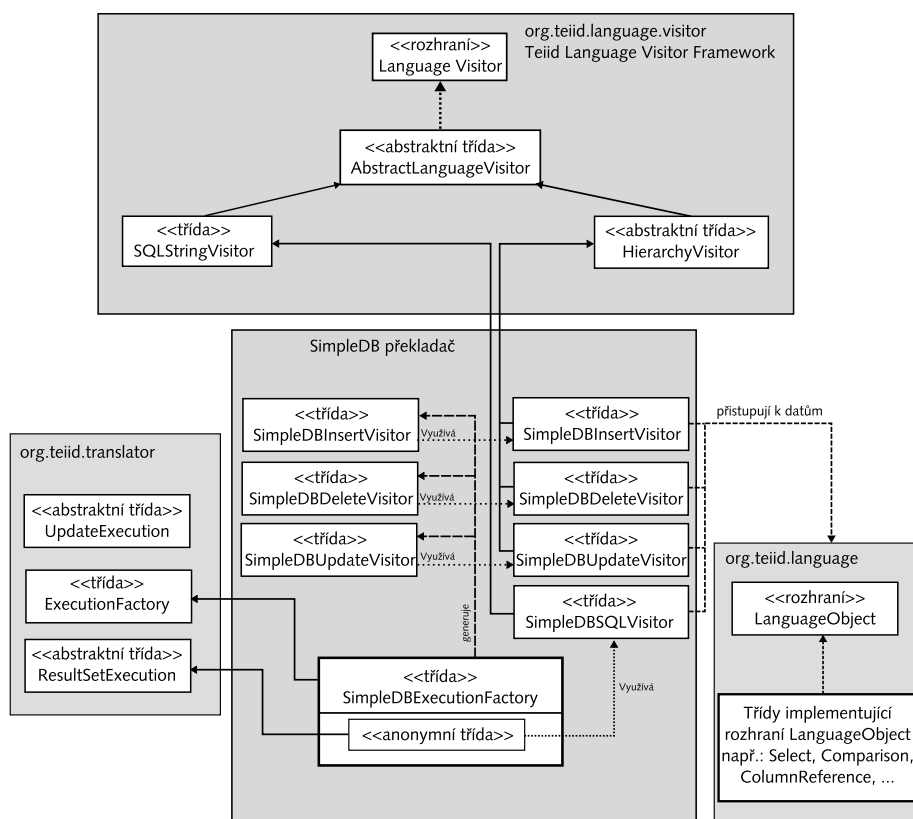 org.teiid.language.visitor
Teiid Language Visitor Framework
<<rozhraní>>
Language Visitor
<<abstraktní třída>>
AbstractLanguageVisitor
<<třída>>
SQLStringVisitor
<<abstraktní třída>>
HierarchyVisitor
SimpleDB překladač
<<třída>>
SimpleDBInsertVisitor
Využívá
<<třída>>
SimpleDBInsertVisitor
přistupují k datům
<<třída>>
SimpleDBDeleteVisitor
Využívá
<<třída>>
SimpleDBDeleteVisitor
<<třída>>
SimpleDBUpdateVisitor
Využívá
<<třída>>
SimpleDBUpdateVisitor
<<třída>>
SimpleDBSQLVisitor
generuje
Využívá
<<třída>>
SimpleDBExecutionFactory
<<anonymní třída>>
org.teiid.translator
<<abstraktní třída>>
UpdateExecution
<<třída>>
ExecutionFactory
<<abstraktní třída>>
ResultSetExecution
org.teiid.language
<<rozhraní>>
LanguageObject
Třídy implementující
rozhraní LanguageObject
např.: Select, Comparison,
ColumnReference, ...